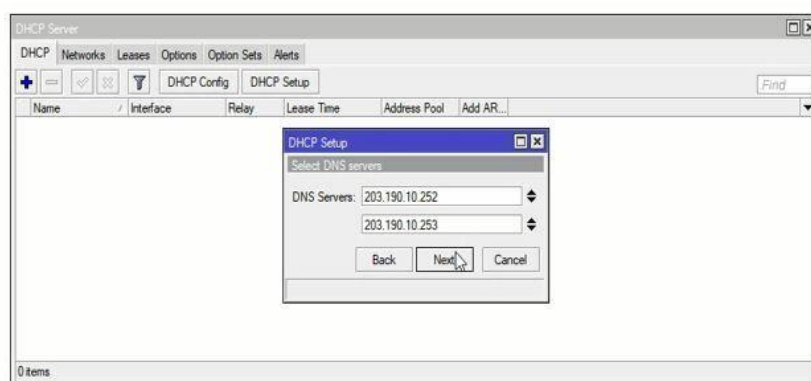 DHCP Server
DHCP Networks Leases Options Option Sets Alerts
DHCP Config DHCP Setup Find
Name Interface Relay Lease Time Address Pool Add AR...
DHCP Setup
Select DNS servers
DNS Servers: 203.190.10.252
203.190.10.253
Back Next Cancel
0 items